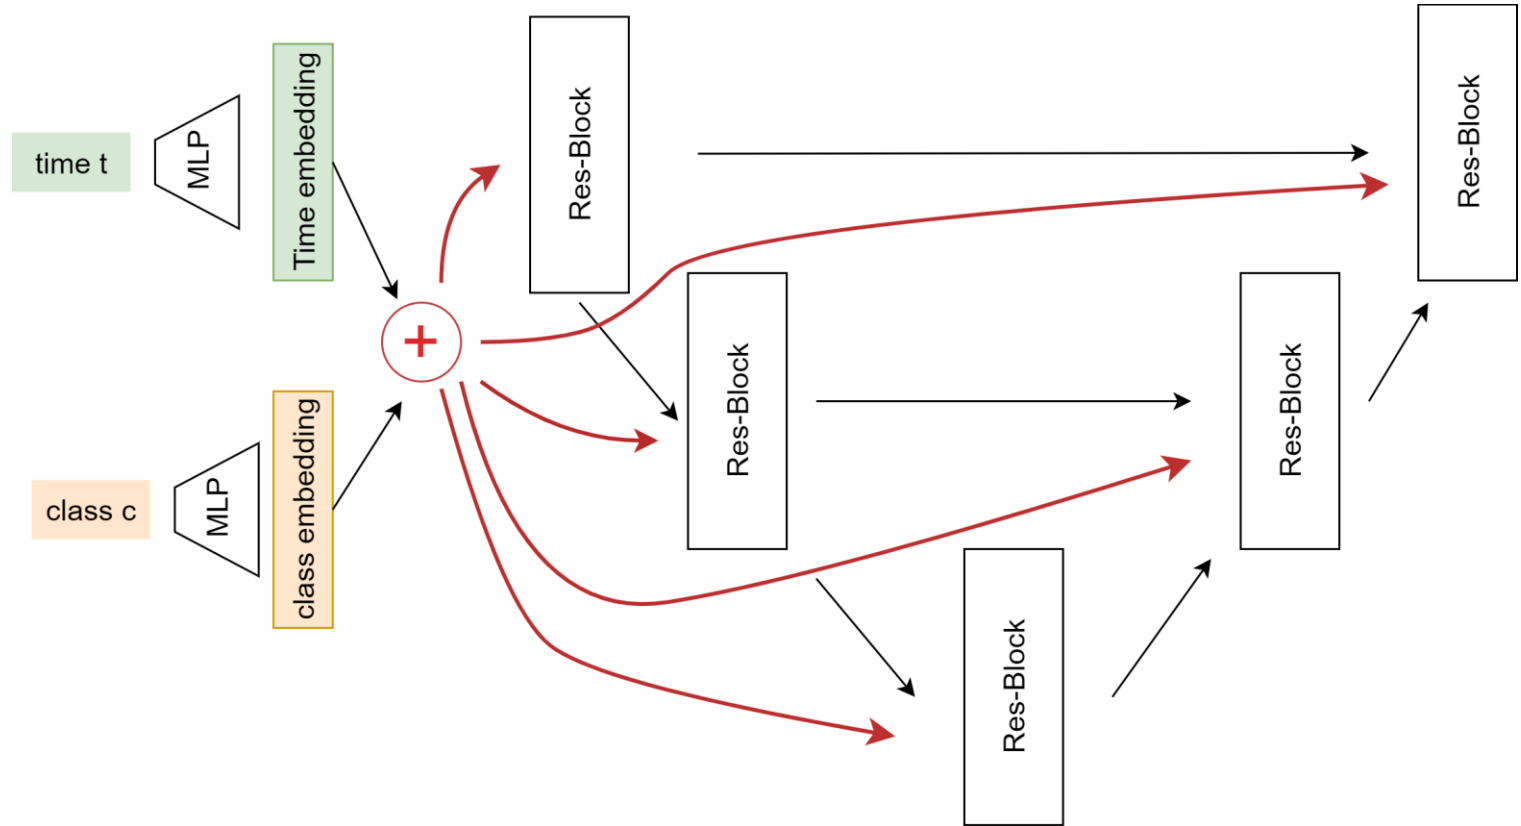 time t
MLP
Time embedding
class c
MLP
class embedding
+
Res-Block
Res-Block
Res-Block
Res-Block
Res-Block